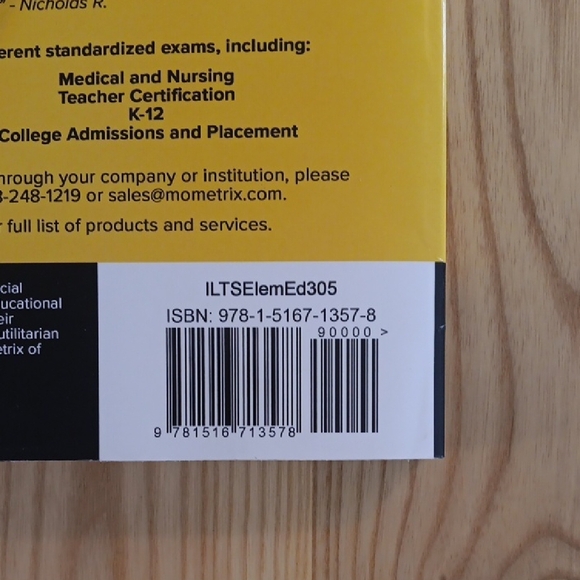 - Nicholas R.
erent standardized exams, including:
Medical and Nursing
Teacher Certification
K-12
College Admissions and Placement
hrough your company or institution, please
-248-1219 or sales@mometrix.com.
full list of products and services.
cial
ucational
eir
utilitarian
etrix of
ILTSElemEd305
ISBN: 978-1-5167-1357-8
90000 >
9 781516 713578